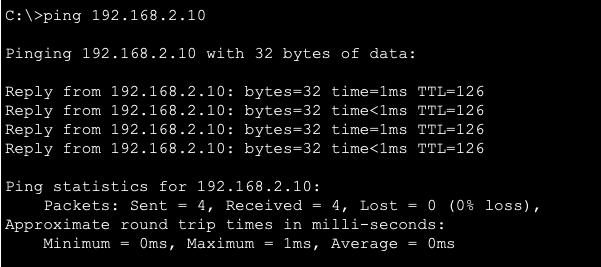 C:\>ping 192.168.2.10
Pinging 192.168.2.10 with 32 bytes of data:
Reply from 192.168.2.10: bytes=32 time=1ms TTL=126
Reply from 192.168.2.10: bytes=32 time<1ms TTL=126
Reply from 192.168.2.10: bytes=32 time=1ms TTL=126
Reply from 192.168.2.10: bytes=32 time<1ms TTL=126
Ping statistics for 192.168.2.10:
    Packets: Sent = 4, Received = 4, Lost = 0 (0% loss),
Approximate round trip times in milli-seconds:
    Minimum = 0ms, Maximum = 1ms, Average = 0ms